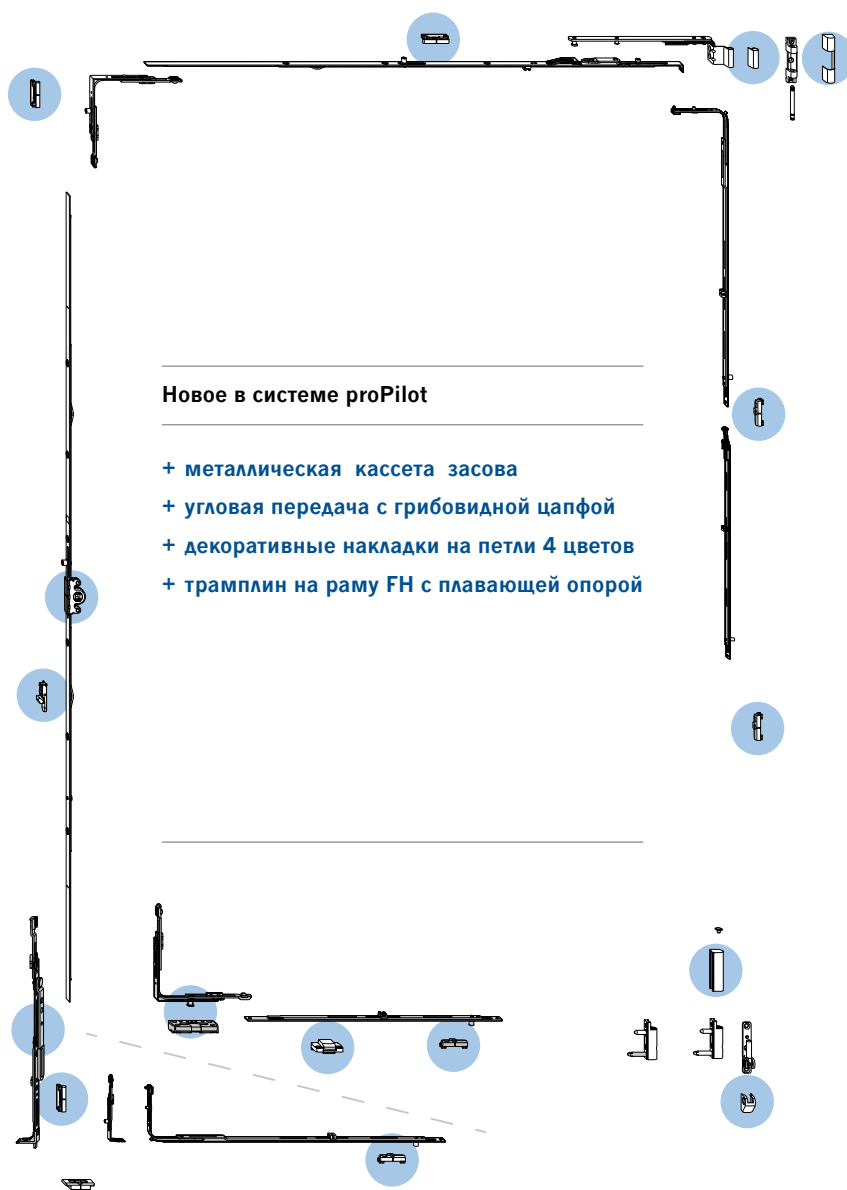 Новое в системе proPilot
+ металлическая кассета засова
+ угловая передача с грибовидной цапфой
+ декоративные накладки на петли 4 цветов
+ трамплин на раму FH с плавающей опорой